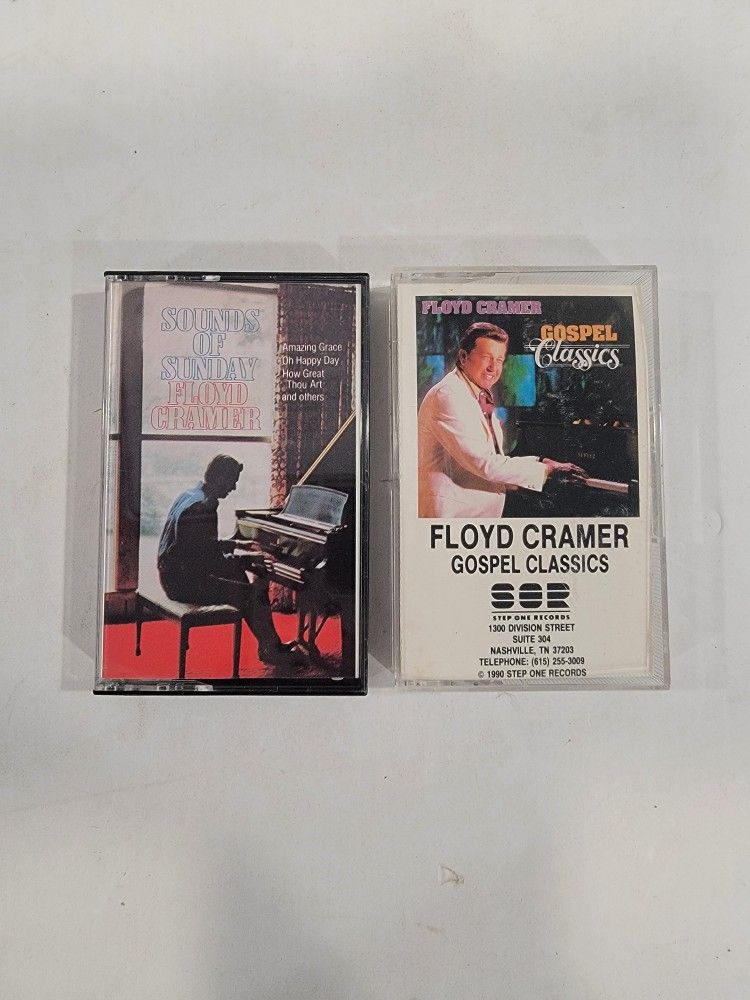 SOUNDS
OF
SUNDAY
FLOYD
CRAMER
Amazing Grace
Oh Happy Day
How Great
Thou Art
and others
FLOYD CRAMER
GOSPEL
Classics
FLOYD CRAMER
GOSPEL CLASSICS
SOR
STEP ONE RECORDS
1300 DIVISION STREET
SUITE 304
NASHVILLE, TN 37203
TELEPHONE: (615) 255-3009
© 1990 STEP ONE RECORDS